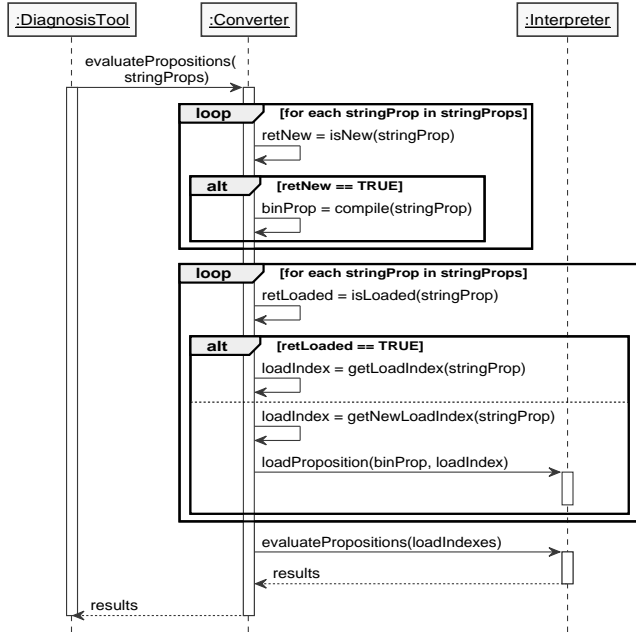 :DiagnosisTool :Converter :Interpreter
evaluatePropositions(
stringProps)
loop [for each stringProp in stringProps]
retNew = isNew(stringProp)
alt [retNew == TRUE]
binProp = compile(stringProp)
loop [for each stringProp in stringProps]
retLoaded = isLoaded(stringProp)
alt [retLoaded == TRUE]
loadIndex = getLoadIndex(stringProp)
loadIndex = getNewLoadIndex(stringProp)
loadProposition(binProp, loadIndex)
evaluatePropositions(loadIndexes)
results
results